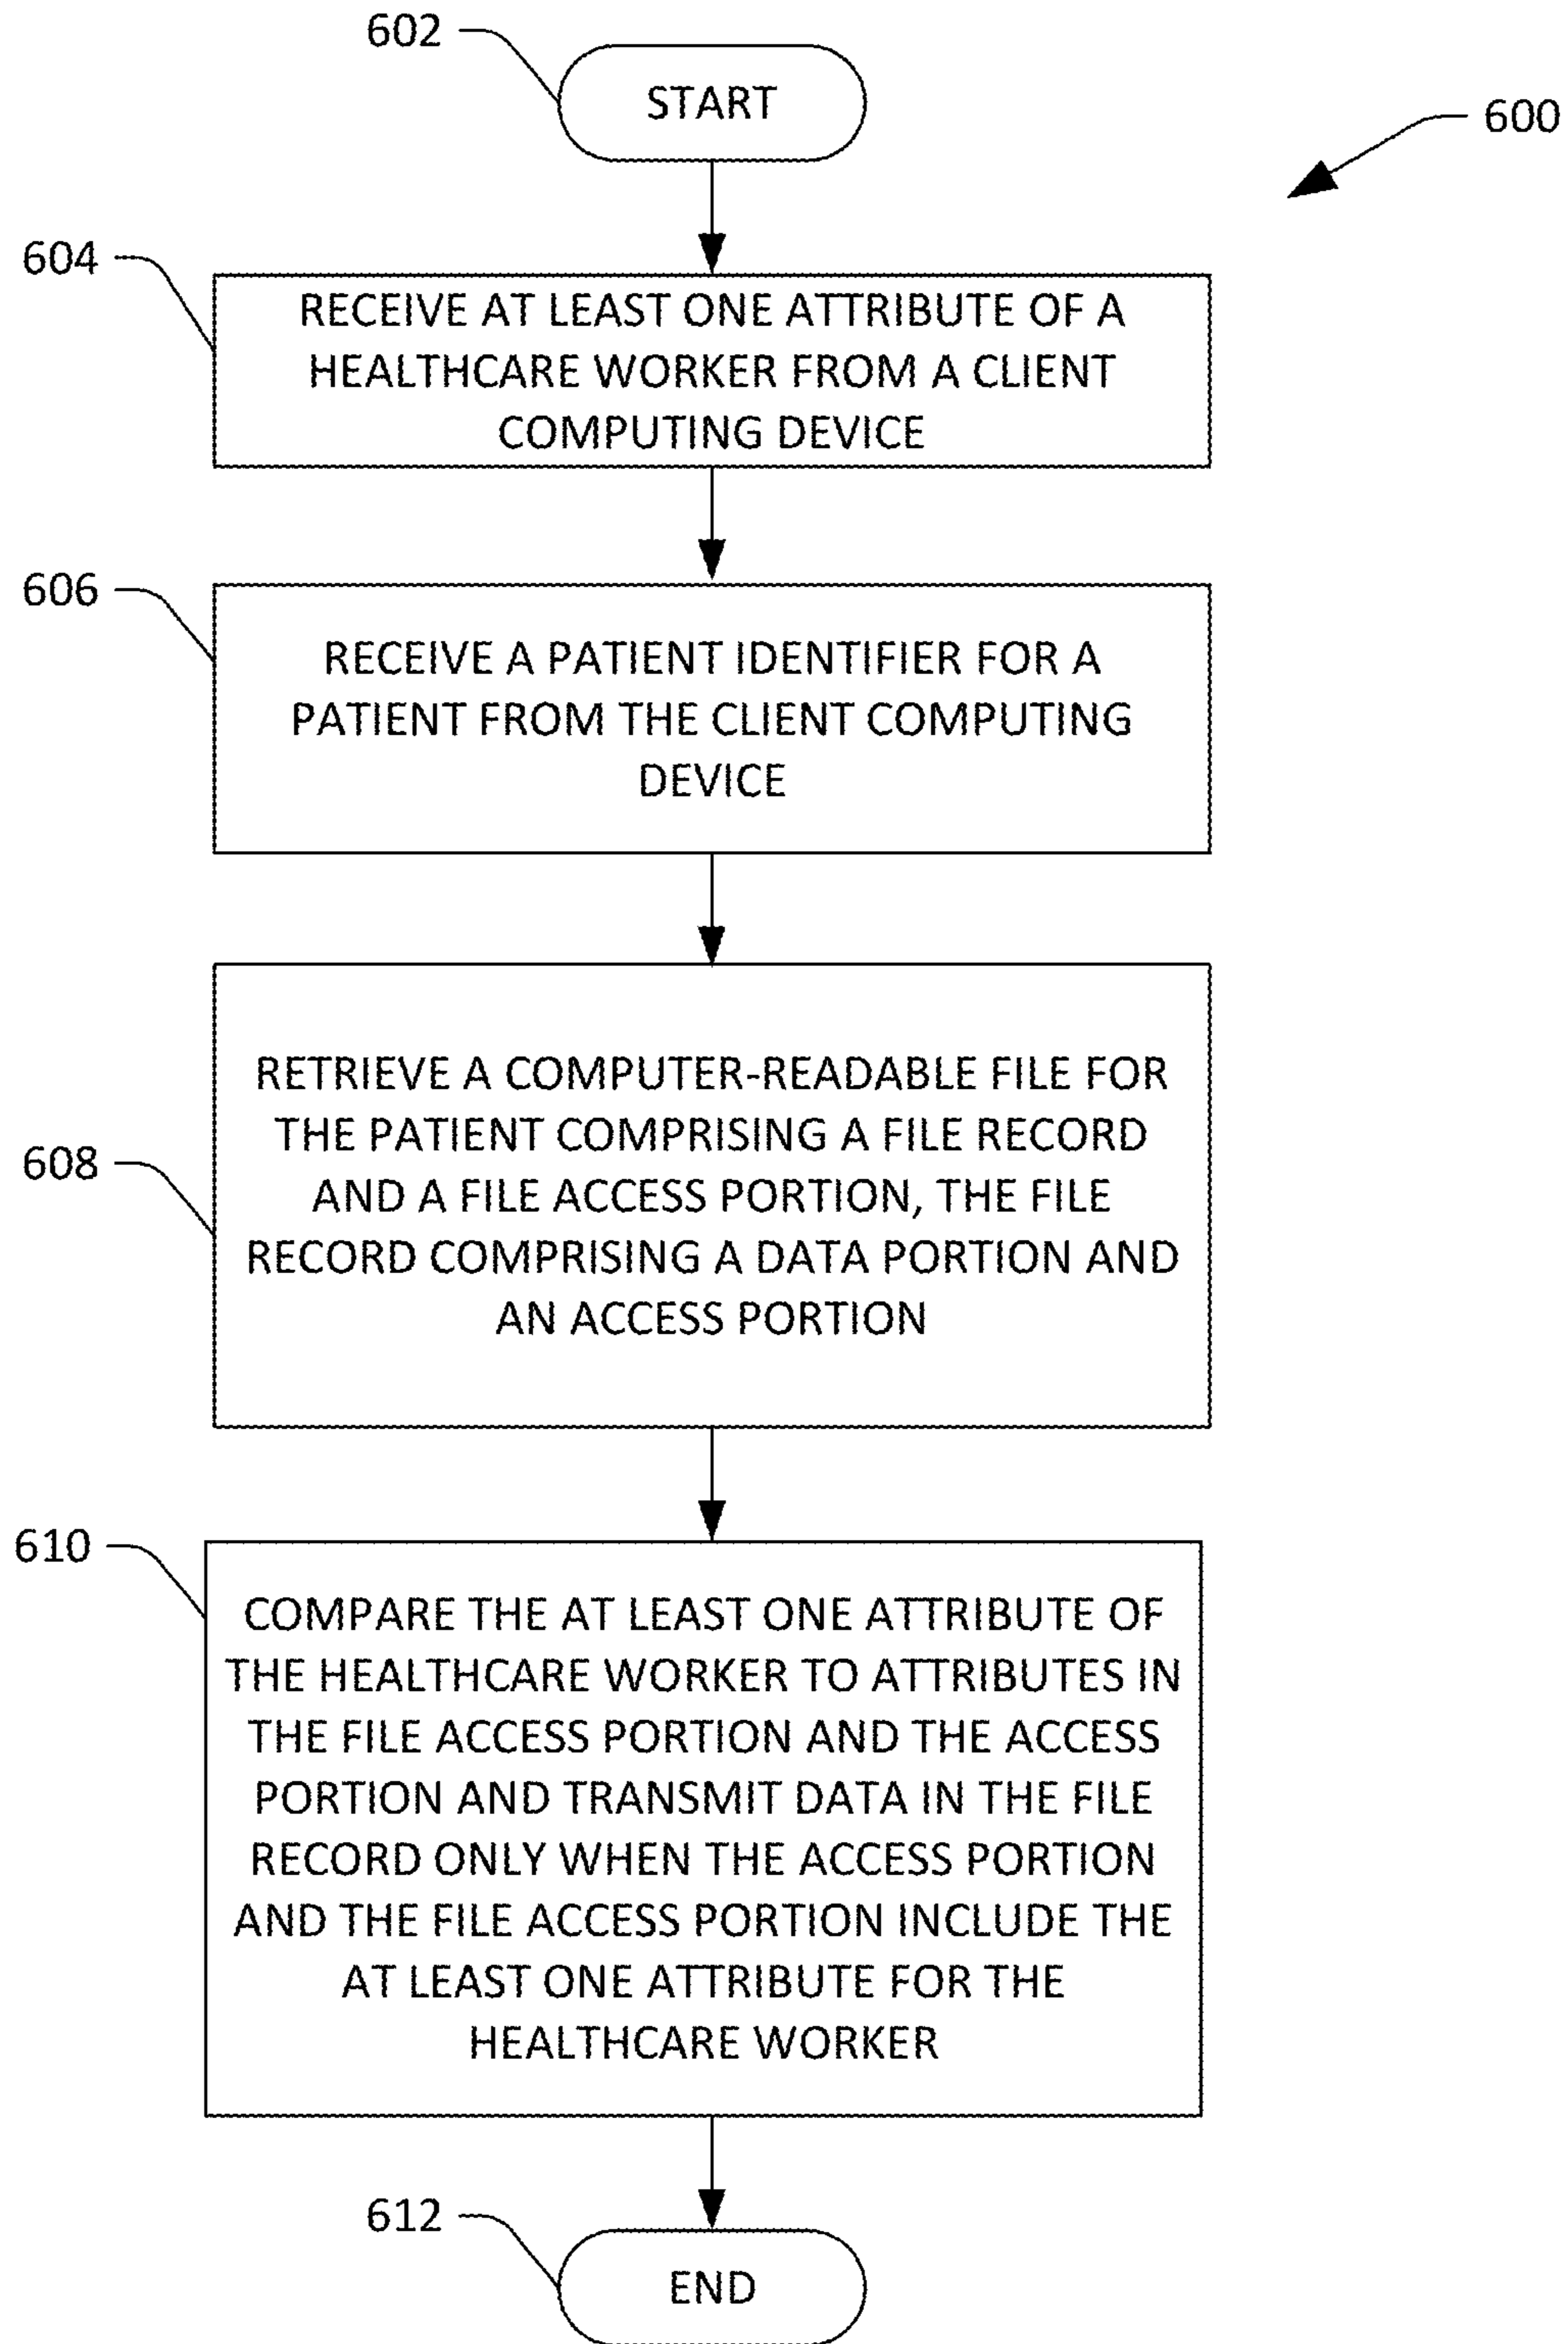 602
START
600
604
RECEIVE AT LEAST ONE ATTRIBUTE OF A
HEALTHCARE WORKER FROM A CLIENT
COMPUTING DEVICE
606
RECEIVE A PATIENT IDENTIFIER FOR A
PATIENT FROM THE CLIENT COMPUTING
DEVICE
608
RETRIEVE A COMPUTER-READABLE FILE FOR
THE PATIENT COMPRISING A FILE RECORD
AND A FILE ACCESS PORTION, THE FILE
RECORD COMPRISING A DATA PORTION AND
AN ACCESS PORTION
610
COMPARE THE AT LEAST ONE ATTRIBUTE OF
THE HEALTHCARE WORKER TO ATTRIBUTES IN
THE FILE ACCESS PORTION AND THE ACCESS
PORTION AND TRANSMIT DATA IN THE FILE
RECORD ONLY WHEN THE ACCESS PORTION
AND THE FILE ACCESS PORTION INCLUDE THE
AT LEAST ONE ATTRIBUTE FOR THE
HEALTHCARE WORKER
612
END